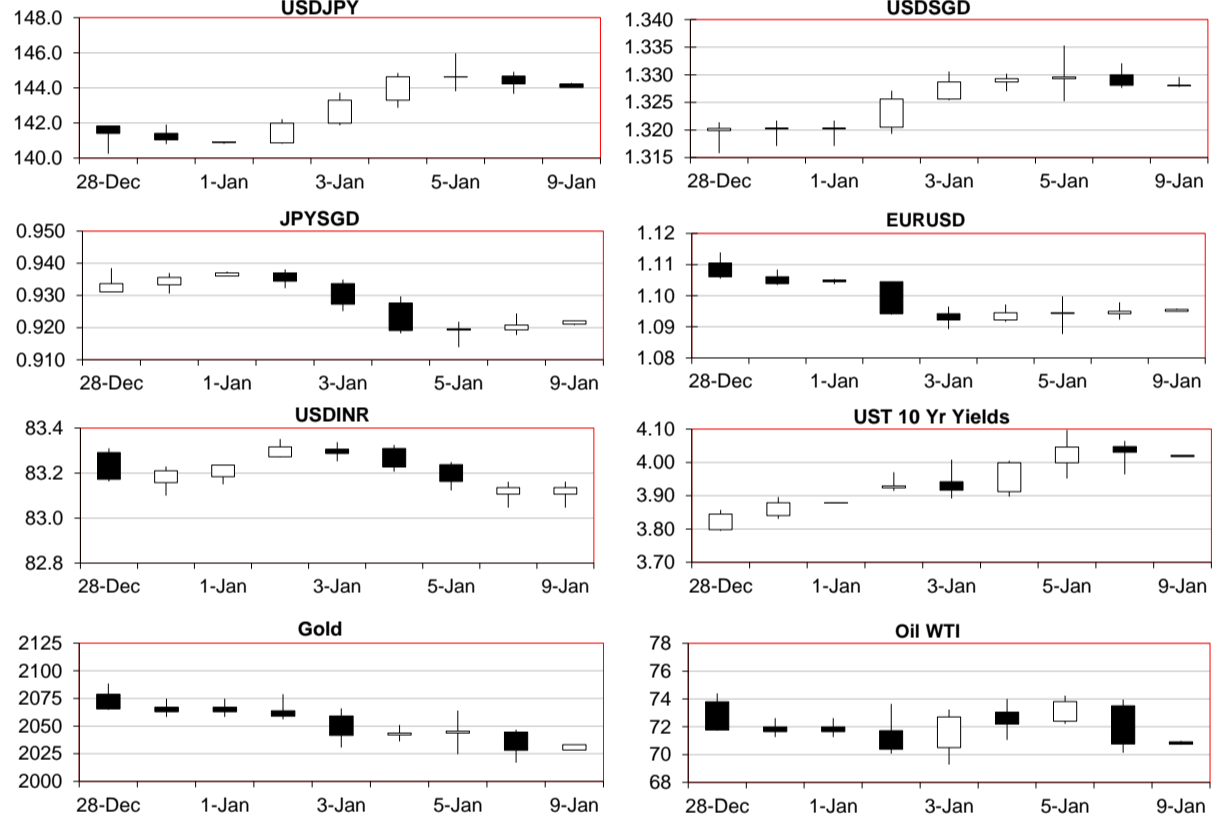 USDJPY
148.0
146.0
144.0
142.0
140.0
28-Dec 1-Jan 3-Jan 5-Jan 9-Jan
USDSGD
1.340
1.335
1.330
1.325
1.320
1.315
28-Dec 1-Jan 3-Jan 5-Jan 9-Jan
JPYSGD
0.950
0.940
0.930
0.920
0.910
28-Dec 1-Jan 3-Jan 5-Jan 9-Jan
EURUSD
1.12
1.11
1.10
1.09
1.08
28-Dec 1-Jan 3-Jan 5-Jan 9-Jan
USDINR
83.4
83.2
83.0
82.8
28-Dec 1-Jan 3-Jan 5-Jan 9-Jan
UST 10 Yr Yields
4.10
4.00
3.90
3.80
3.70
28-Dec 1-Jan 3-Jan 5-Jan 9-Jan
Gold
2125
2100
2075
2050
2025
2000
28-Dec 1-Jan 3-Jan 5-Jan 9-Jan
Oil WTI
78
76
74
72
70
68
28-Dec 1-Jan 3-Jan 5-Jan 9-Jan